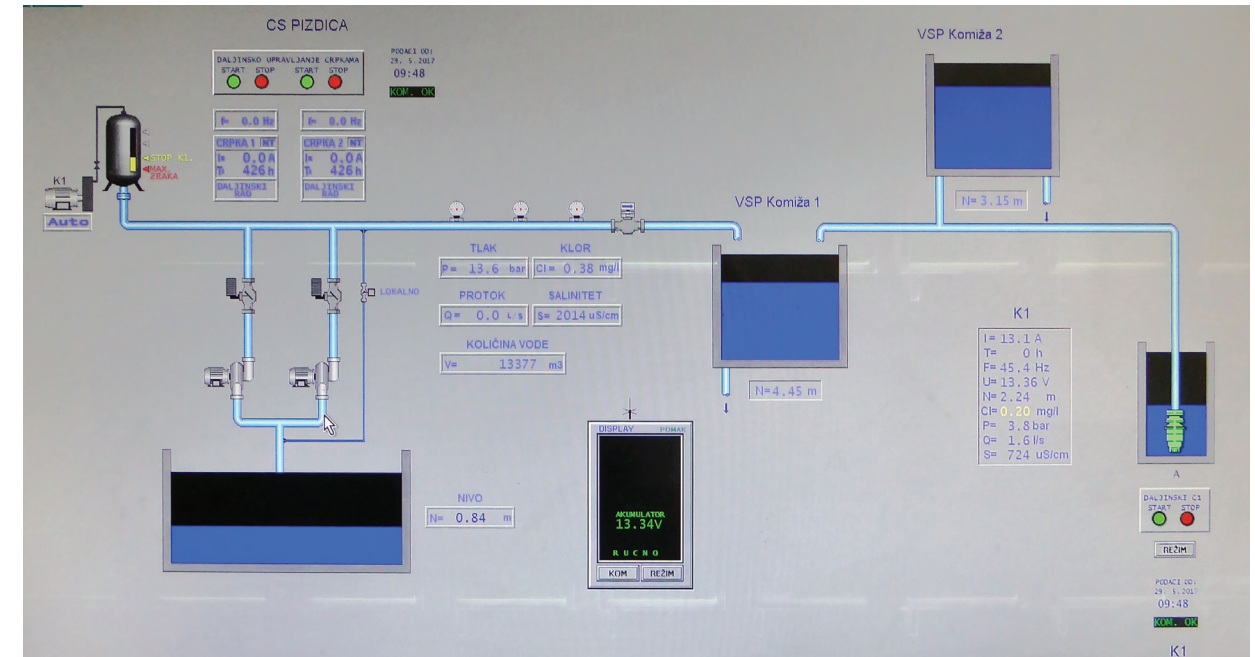 CS PIZDICA
DALJINSKO UPRAVLJANJE CRPKAMA
START STOP START STOP
PODACI OD:
29. 5.2017
09:48
KOM. OK
f= 0.0 Hz
f= 0.0 Hz
CRPKA 1 NT
I= 0.0 A
T= 426 h
DALJINSKI
RAD
CRPKA 2 NT
I= 0.0 A
T= 426 h
DALJINSKI
RAD
STOP K1.
MAX.
ZRAKA
K1
Auto
LOKALNO
TLAK
P= 13.6 bar
KLOR
Cl= 0.38 mg/l
PROTOK
Q= 0.0 L/s
SALINITET
S= 2014 uS/cm
KOLIČINA VODE
V= 13377 m3
NIVO
N= 0.84 m
DISPLAY POMAK
AKUMULATOR
13.34V
RUCNO
KOM REŽIM
VSP Komiža 1
N=4.45 m
VSP Komiža 2
N= 3.15 m
K1
I= 13.1 A
T= 0 h
F= 45.4 Hz
U= 13.36 V
N= 2.24 m
Cl= 0.20 mg/l
P= 3.8 bar
Q= 1.6 l/s
S= 724 uS/cm
A
DALJINSKI C1
START STOP
REŽIM
PODACI OD:
29. 5.2017
09:48
KOM. OK
K1